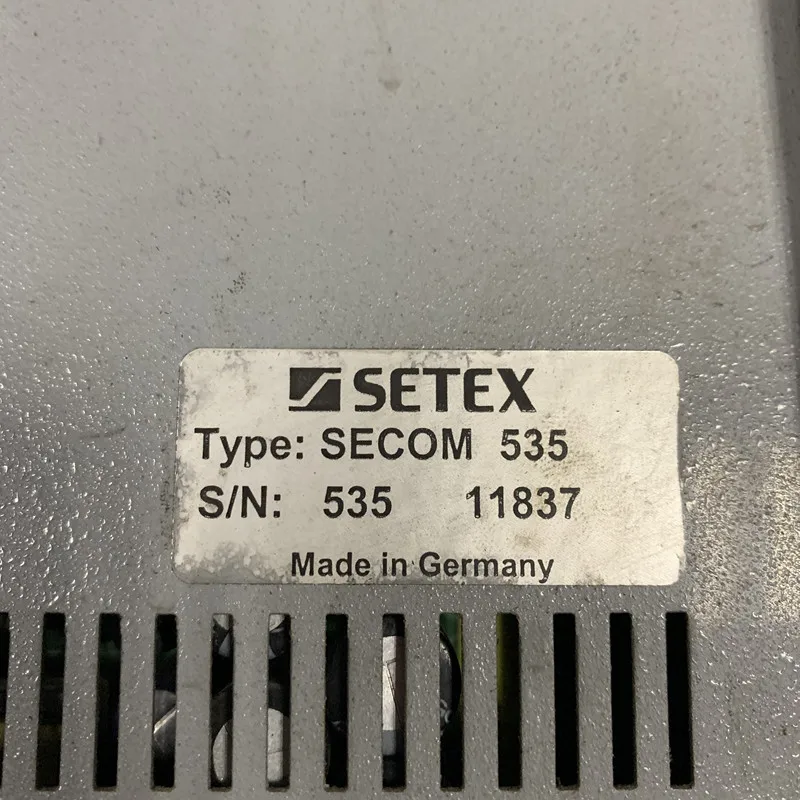 SETEX
Type: SECOM 535
S/N: 535 11837
Made in Germany